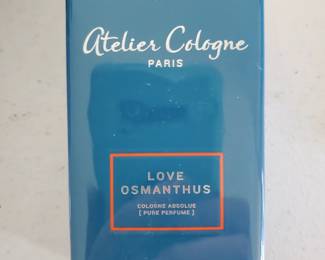 Atelier Cologne
PARIS
LOVE
OSMANTHUS
COLOGNE ABSOLUE
[ PURE PERFUME ]